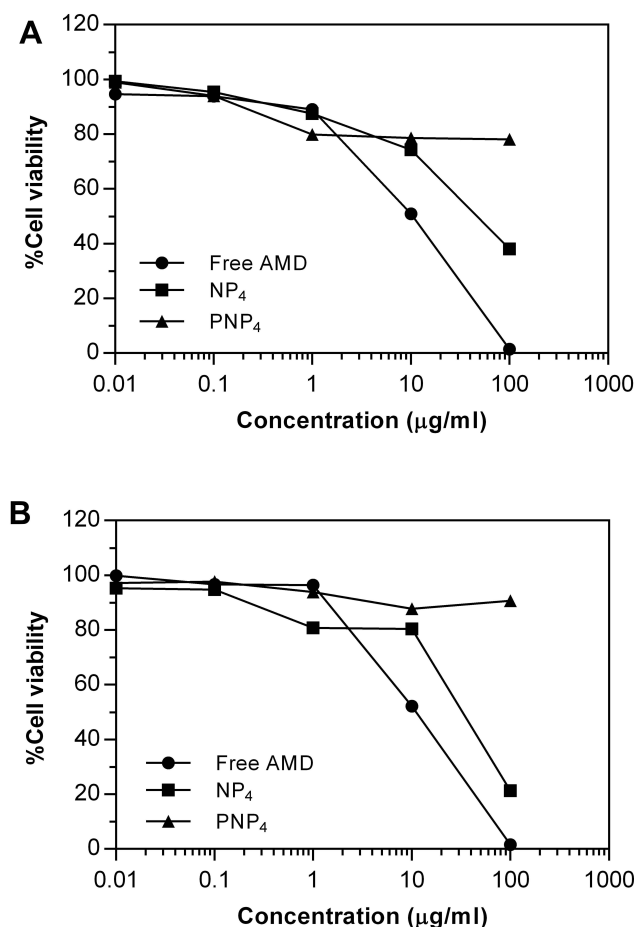 A
120
100
80
60
40
20
0
%Cell viability
Free AMD
NP₄
PNP₄
0.01 0.1 1 10 100 1000
Concentration (μg/ml)
B
120
100
80
60
40
20
0
%Cell viability
Free AMD
NP₄
PNP₄
0.01 0.1 1 10 100 1000
Concentration (μg/ml)